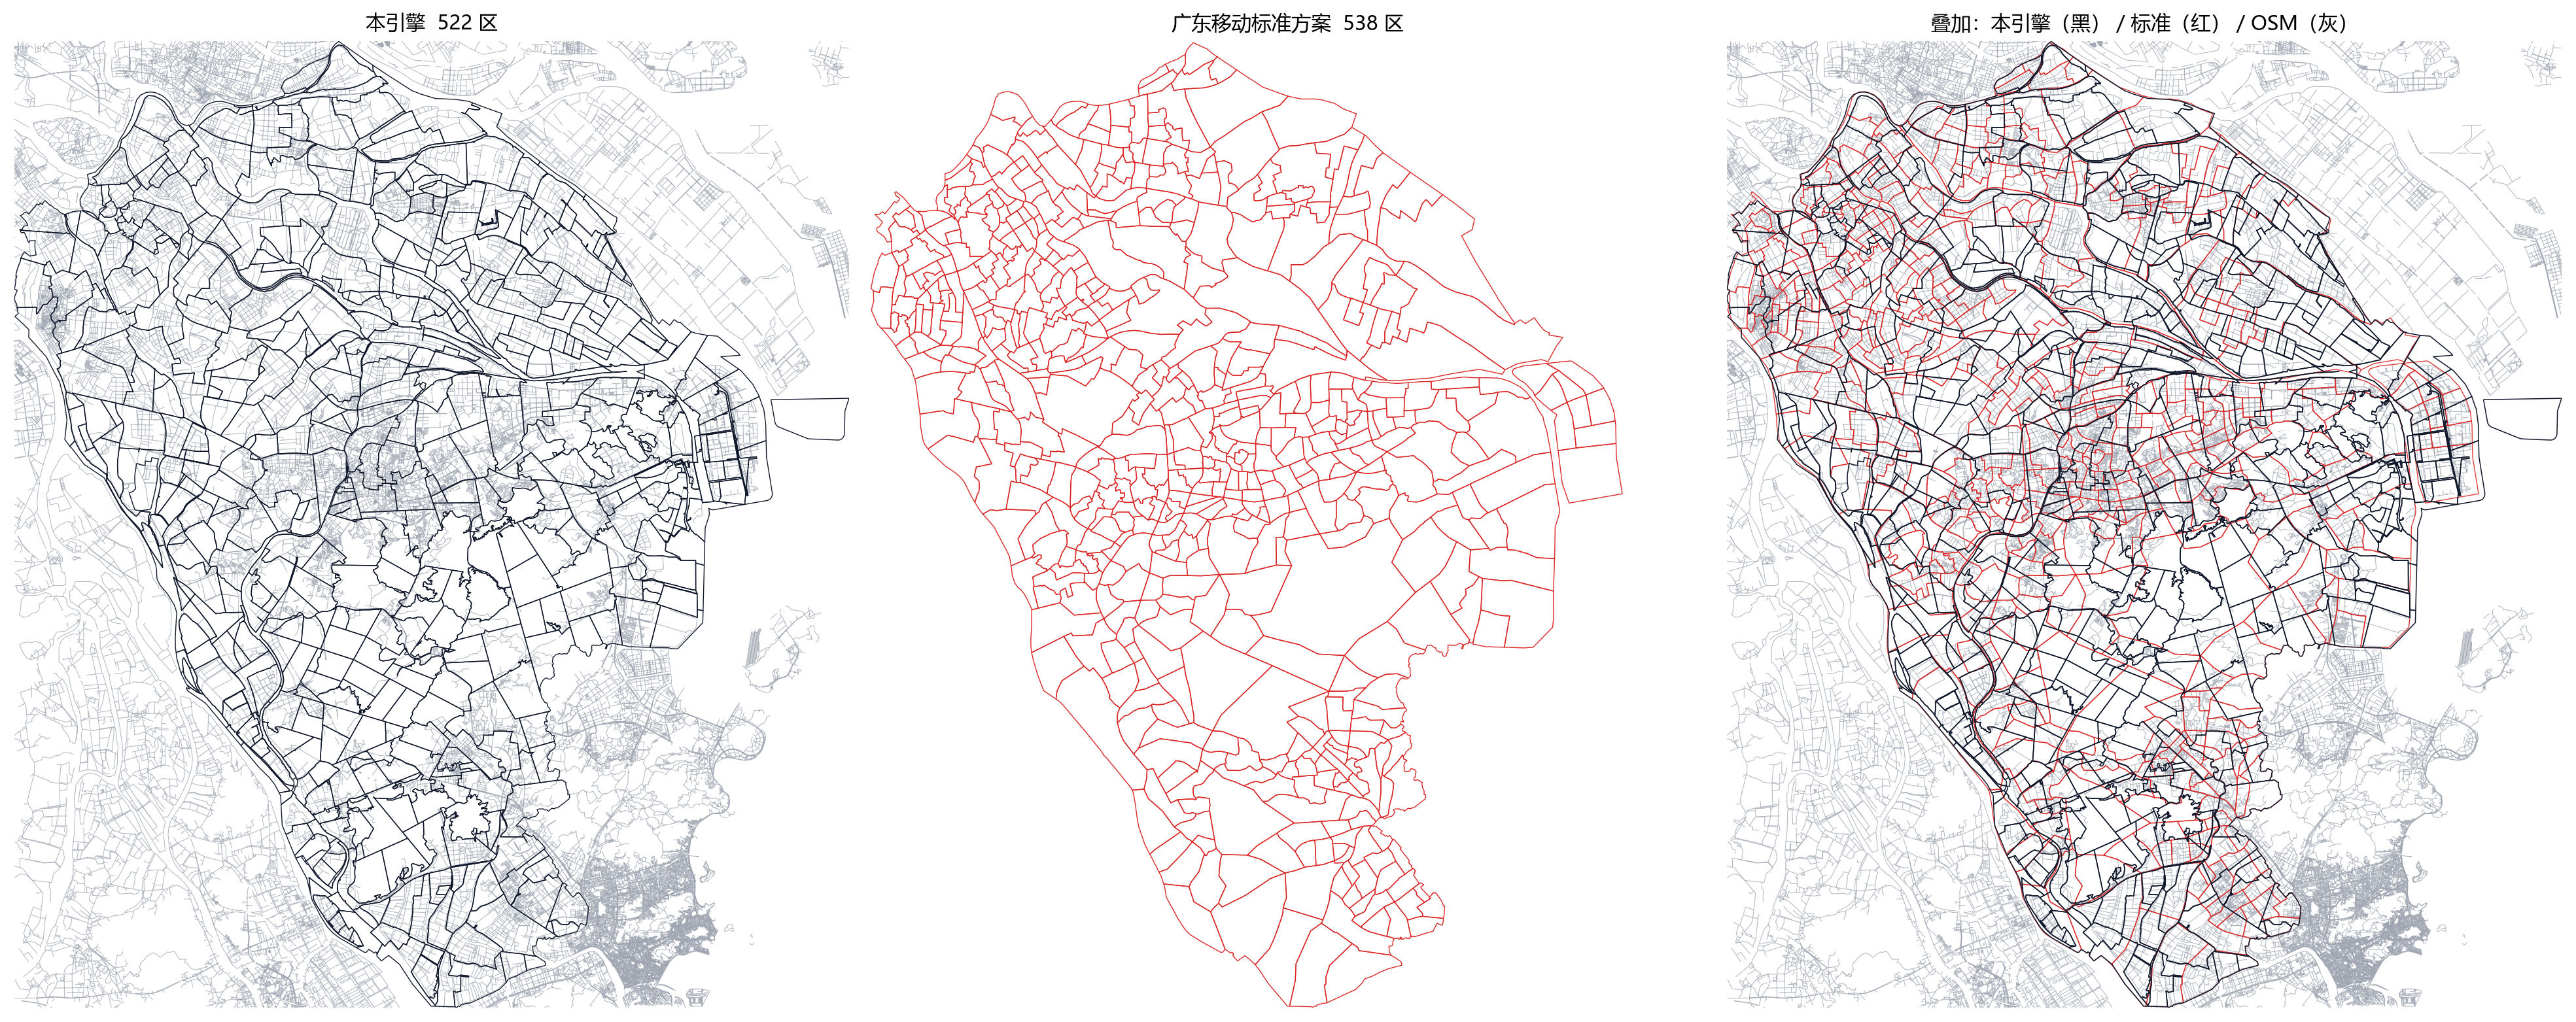 本引擎 522 区
广东移动标准方案 538 区
叠加：本引擎（黑） / 标准（红） / OSM（灰）